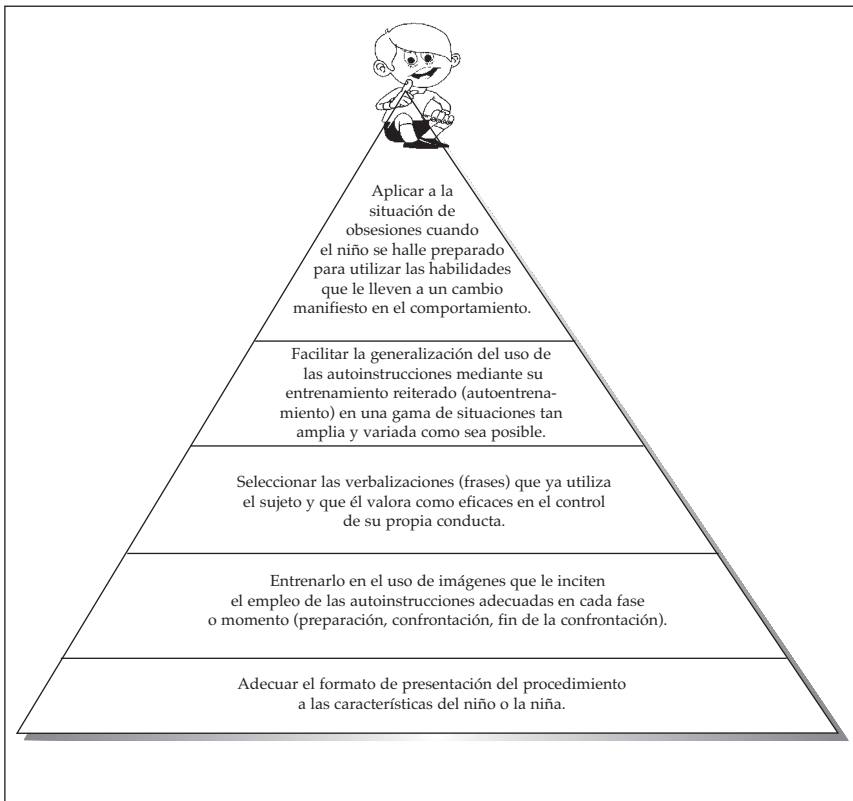 Aplicar a la
situación de
obsesiones cuando
el niño se halle preparado
para utilizar las habilidades
que le lleven a un cambio
manifiesto en el comportamiento.
Facilitar la generalización del uso de
las autoinstrucciones mediante su
entrenamiento reiterado (autoentrena-
miento) en una gama de situaciones tan
amplia y variada como sea posible.
Seleccionar las verbalizaciones (frases) que ya utiliza
el sujeto y que él valora como eficaces en el control
de su propia conducta.
Entrenarlo en el uso de imágenes que le inciten
el empleo de las autoinstrucciones adecuadas en cada fase
o momento (preparación, confrontación, fin de la confrontación).
Adecuar el formato de presentación del procedimiento
a las características del niño o la niña.